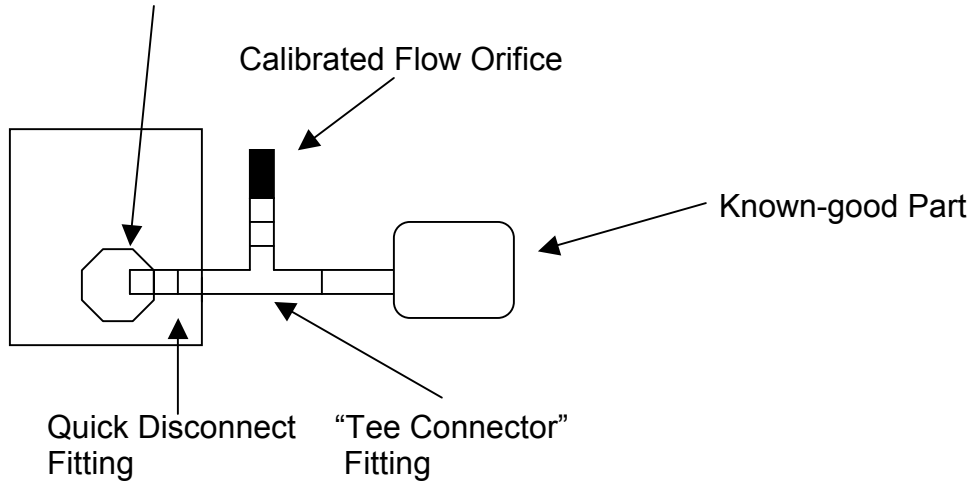 Calibrated Flow Orifice
Known-good Part
Quick Disconnect
Fitting
“Tee Connector”
Fitting